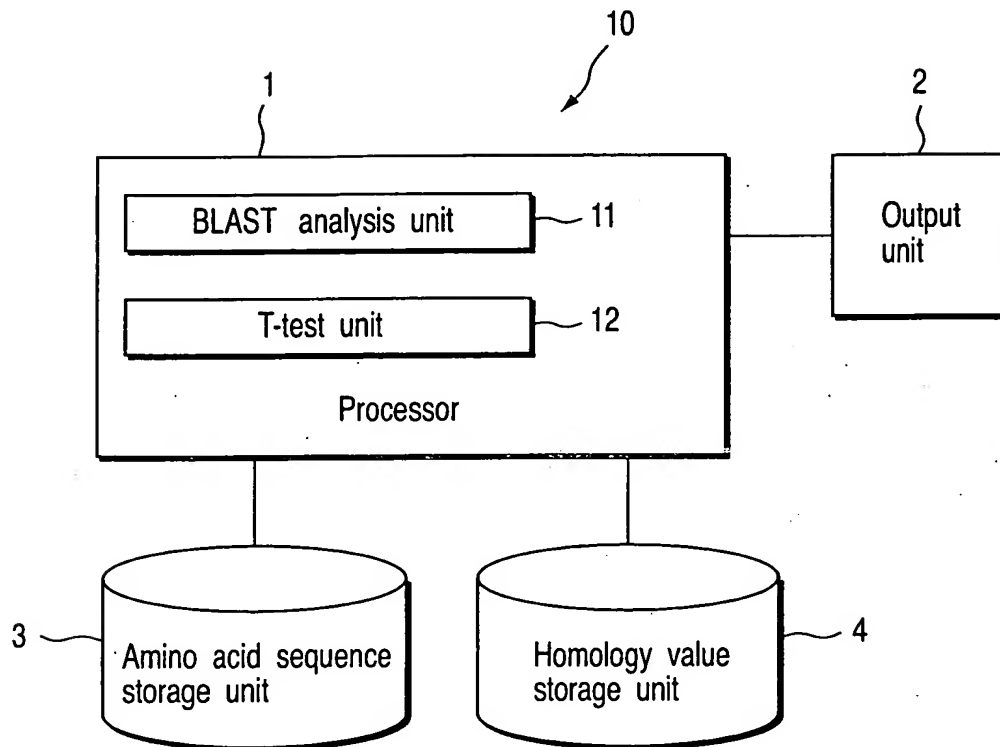 10
1
2
BLAST analysis unit
11
Output
unit
T-test unit
12
Processor
3
Amino acid sequence
storage unit
Homology value
storage unit
4